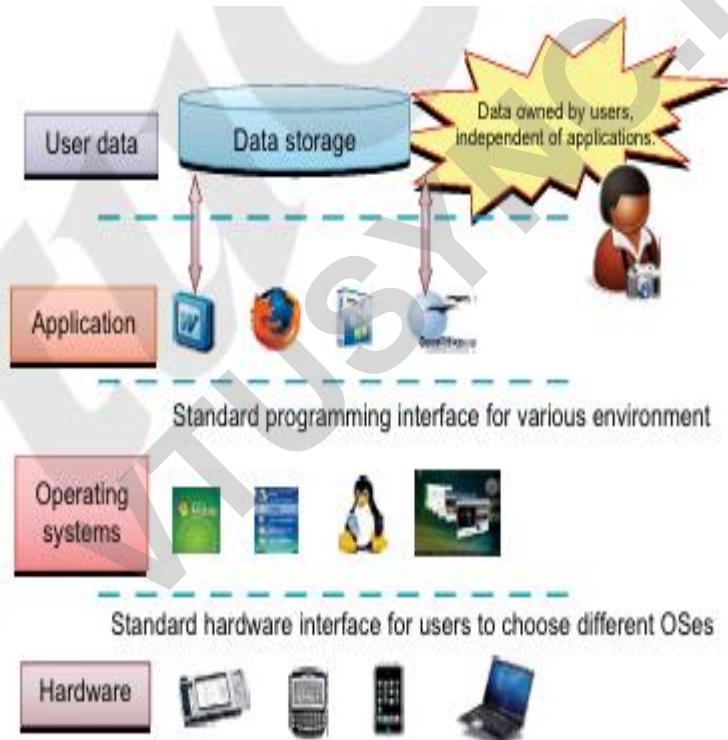 User data
Data storage
Data owned by users,
independent of applications.
Application
W
Standard programming interface for various environment
Operating
systems
Standard hardware interface for users to choose different OSes
Hardware
VTUSYNC.